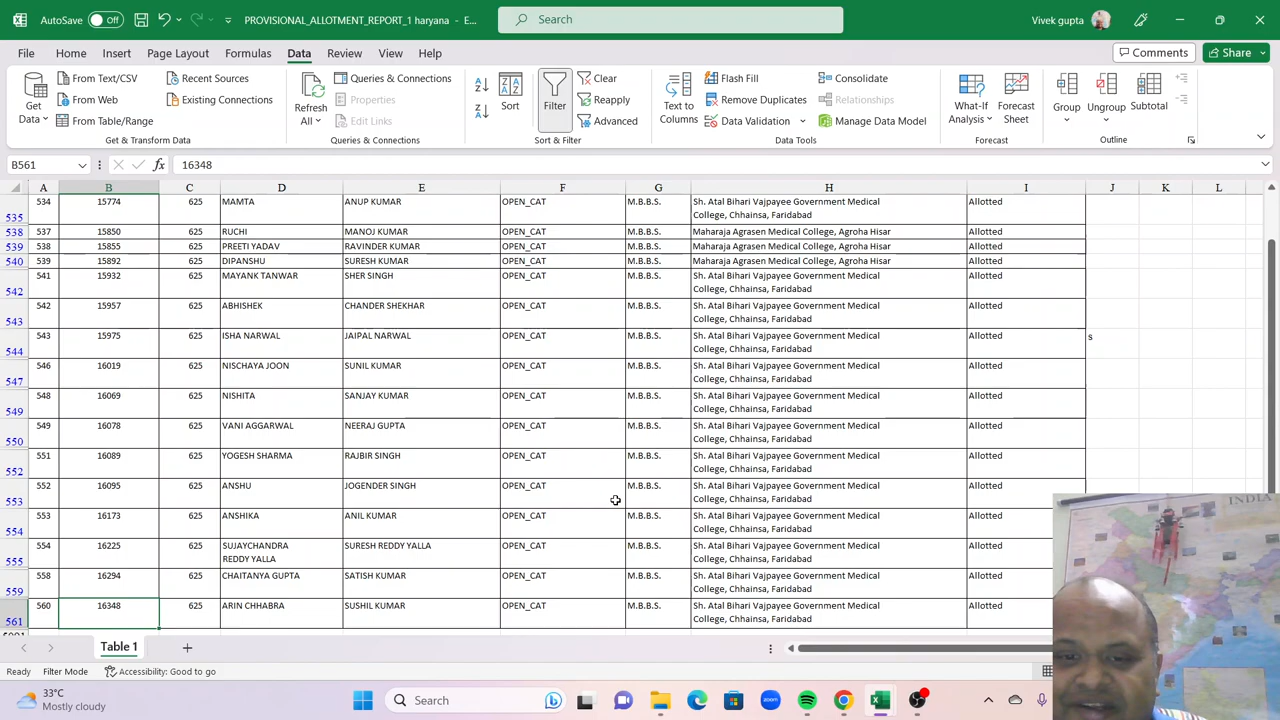 AutoSave Off PROVISIONAL_ALLOTMENT_REPORT_1 haryana - E... Search Vivek gupta
File Home Insert Page Layout Formulas Data Review View Help Comments Share
Get Data From Text/CSV From Web From Table/Range Recent Sources Existing Connections
Get & Transform Data
Refresh All Queries & Connections Properties Edit Links
Queries & Connections
Sort Filter Clear Reapply Advanced
Sort & Filter
Text to Columns Flash Fill Remove Duplicates Data Validation Consolidate Relationships Manage Data Model
Data Tools
What-If Analysis Forecast Sheet
Forecast
Group Ungroup Subtotal
Outline
B561 fx 16348
A B C D E F G H I J K L
534 15774 625 MAMTA ANUP KUMAR OPEN_CAT M.B.B.S. Sh. Atal Bihari Vajpayee Government Medical Allotted
535 College, Chhainsa, Faridabad
538 537 15850 625 RUCHI MANOJ KUMAR OPEN_CAT M.B.B.S. Maharaja Agrasen Medical College, Agroha Hisar Allotted
539 538 15855 625 PREETI YADAV RAVINDER KUMAR OPEN_CAT M.B.B.S. Maharaja Agrasen Medical College, Agroha Hisar Allotted
540 539 15892 625 DIPANSHU SURESH KUMAR OPEN_CAT M.B.B.S. Maharaja Agrasen Medical College, Agroha Hisar Allotted
541 15932 625 MAYANK TANWAR SHER SINGH OPEN_CAT M.B.B.S. Sh. Atal Bihari Vajpayee Government Medical Allotted
542 College, Chhainsa, Faridabad
542 15957 625 ABHISHEK CHANDER SHEKHAR OPEN_CAT M.B.B.S. Sh. Atal Bihari Vajpayee Government Medical Allotted
543 College, Chhainsa, Faridabad
543 15975 625 ISHA NARWAL JAIPAL NARWAL OPEN_CAT M.B.B.S. Sh. Atal Bihari Vajpayee Government Medical Allotted s
544 College, Chhainsa, Faridabad
546 16019 625 NISCHAYA JOON SUNIL KUMAR OPEN_CAT M.B.B.S. Sh. Atal Bihari Vajpayee Government Medical Allotted
547 College, Chhainsa, Faridabad
548 16069 625 NISHITA SANJAY KUMAR OPEN_CAT M.B.B.S. Sh. Atal Bihari Vajpayee Government Medical Allotted
549 College, Chhainsa, Faridabad
549 16078 625 VANI AGGARWAL NEERAJ GUPTA OPEN_CAT M.B.B.S. Sh. Atal Bihari Vajpayee Government Medical Allotted
550 College, Chhainsa, Faridabad
551 16089 625 YOGESH SHARMA RAJBIR SINGH OPEN_CAT M.B.B.S. Sh. Atal Bihari Vajpayee Government Medical Allotted
552 College, Chhainsa, Faridabad
552 16095 625 ANSHU JOGENDER SINGH OPEN_CAT M.B.B.S. Sh. Atal Bihari Vajpayee Government Medical Allotted
553 College, Chhainsa, Faridabad
553 16173 625 ANSHIKA ANIL KUMAR OPEN_CAT M.B.B.S. Sh. Atal Bihari Vajpayee Government Medical Allotted
554 College, Chhainsa, Faridabad
554 16225 625 SUJAYCHANDRA SURESH REDDY YALLA OPEN_CAT M.B.B.S. Sh. Atal Bihari Vajpayee Government Medical Allotted
555 REDDY YALLA College, Chhainsa, Faridabad
558 16294 625 CHAITANYA GUPTA SATISH KUMAR OPEN_CAT M.B.B.S. Sh. Atal Bihari Vajpayee Government Medical Allotted
559 College, Chhainsa, Faridabad
560 16348 625 ARIN CHHABRA SUSHIL KUMAR OPEN_CAT M.B.B.S. Sh. Atal Bihari Vajpayee Government Medical Allotted
561 College, Chhainsa, Faridabad
INDIA
Table 1
Ready Filter Mode Accessibility: Good to go
33°C
Mostly cloudy
Search
zoom